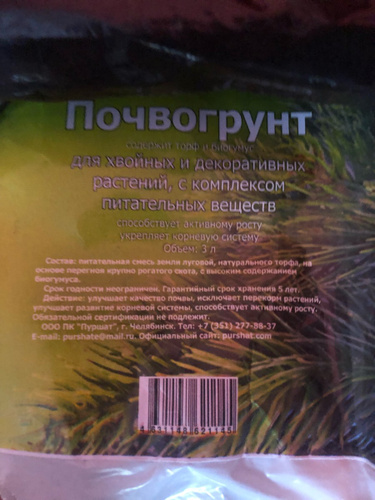 Почвогрунт
содержит торф и биогумус
для хвойных и декоративных
растений, с комплексом
питательных веществ
способствует активному росту
укрепляет корневую систему
Объем: 3 л
Состав: питательная смесь земли луговой, натурального торфа, на
основе перегноя крупно рогатого скота, с высоким содержанием
биогумуса.
Срок годности неограничен. Гарантийный срок хранения 5 лет.
Действие: улучшает качество почвы, исключает перекорм растений,
улучшает развитие корневой системы, способствует активному росту.
Обязательной сертификации не подлежит.
ООО ПК "Пуршат", г. Челябинск. Тел: +7 (351) 277-88-37
E-mail: purshate@mail.ru. Официальный сайт: purshat.com